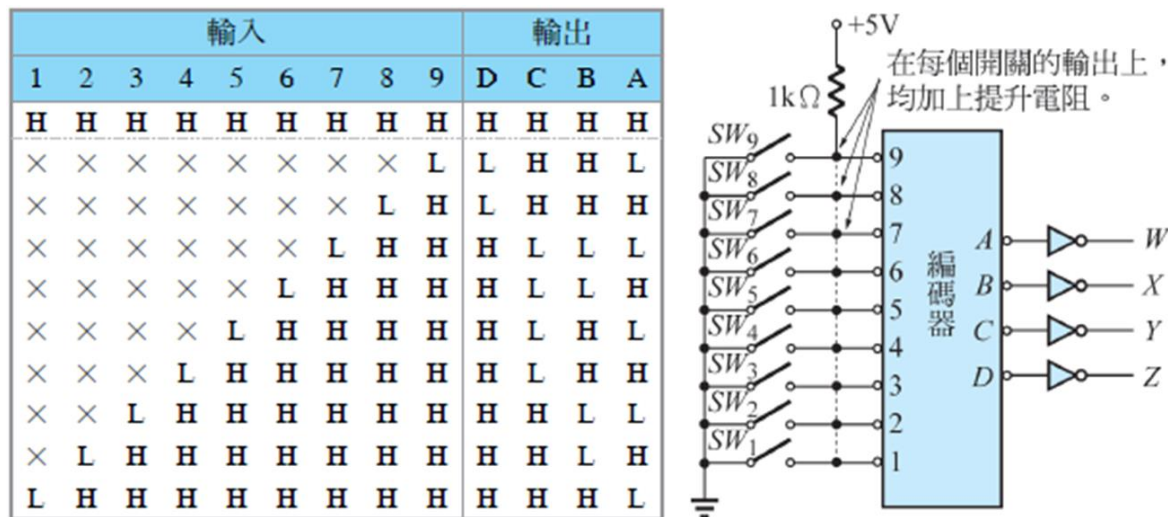 輸入 輸出
1 2 3 4 5 6 7 8 9 D C B A
H H H H H H H H H H H H H
× × × × × × × × L L H H L
× × × × × × × L H L H H H
× × × × × × L H H H L L L
× × × × × L H H H H L L H
× × × × L H H H H H L H L
× × × L H H H H H H L H H
× × L H H H H H H H H L L
× L H H H H H H H H H L H
L H H H H H H H H H H H L
+5V
在每個開關的輸出上，
均加上提升電阻。
1kΩ
SW9
SW8
SW7
SW6
SW5
SW4
SW3
SW2
SW1
9
8
7
6
5
4
3
2
1
編碼器
A W
B X
C Y
D Z